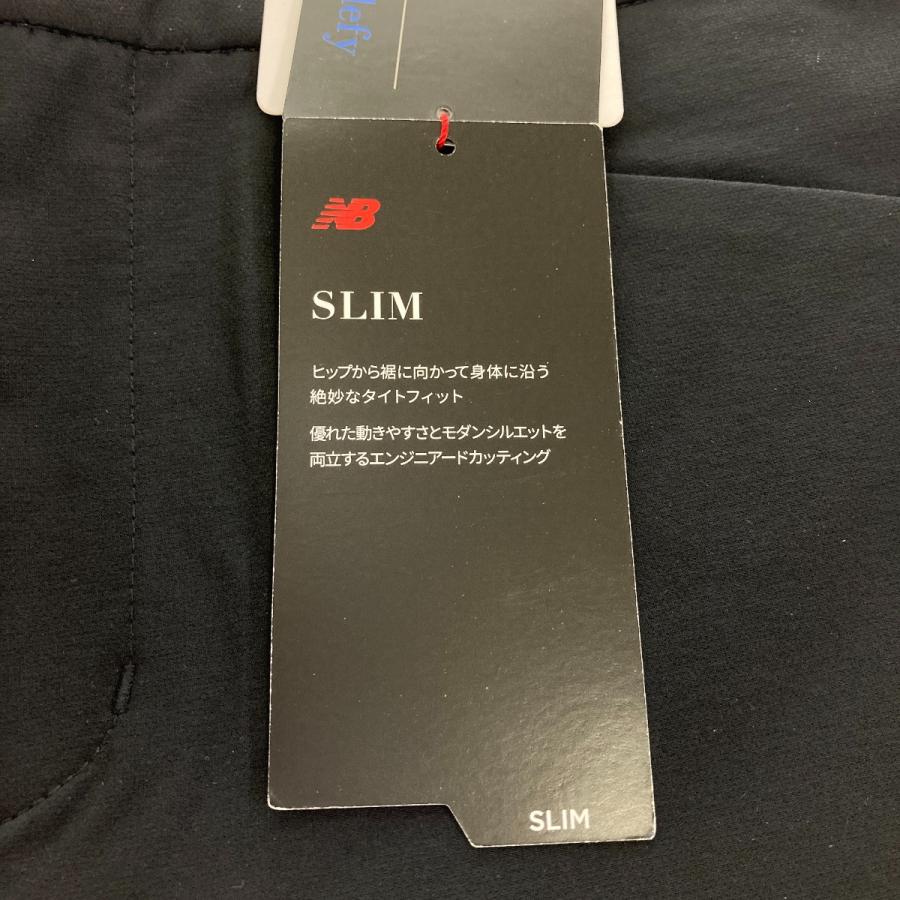 NB
SLIM
ヒップから裾に向かって身体に沿う
絶妙なタイトフィット
優れた動きやすさとモダンシルエットを
両立するエンジニアードカッティング
SLIM